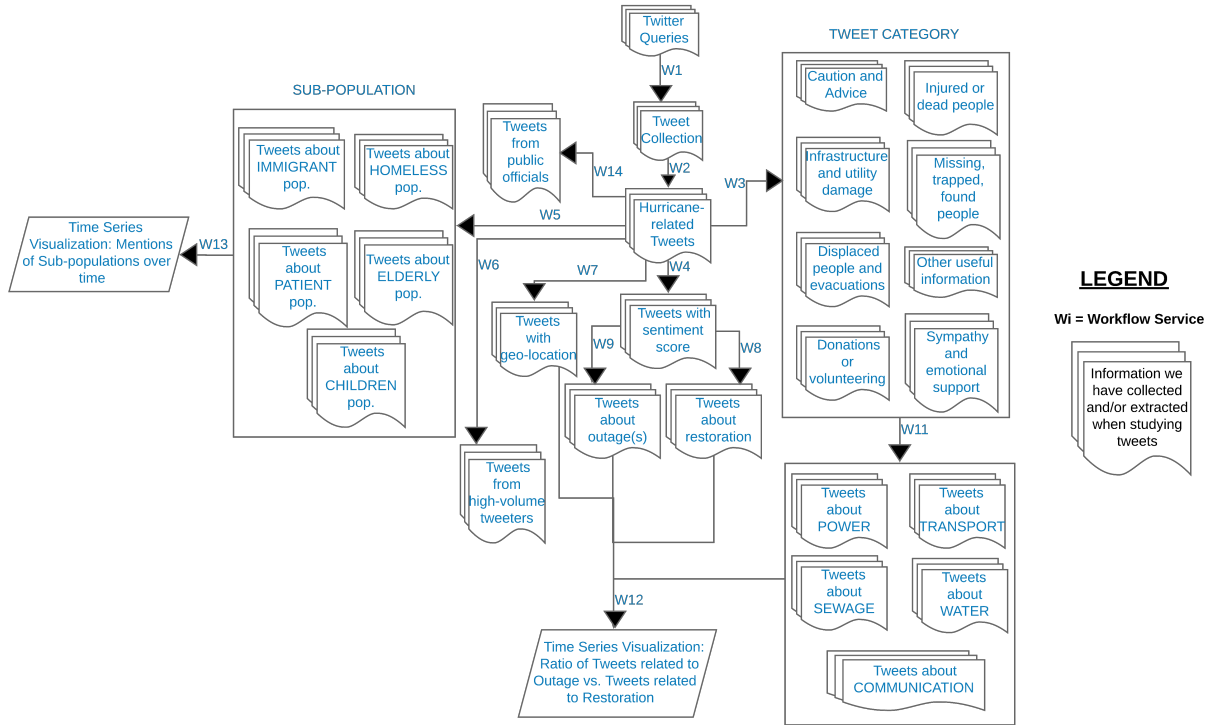 Twitter
Queries
W1
Tweet
Collection
W2
Hurricane-
related
Tweets
W14
Tweets
from
public
officials
W3
TWEET CATEGORY
Caution and
Advice
Injured or
dead people
Infrastructure
and utility
damage
Missing,
trapped,
found
people
Displaced
people and
evacuations
Other useful
information
Donations
or
volunteering
Sympathy
and
emotional
support
W5
SUB-POPULATION
Tweets about
IMMIGRANT
pop.
Tweets about
HOMELESS
pop.
Tweets
about
PATIENT
pop.
Tweets about
ELDERLY
pop.
Tweets
about
CHILDREN
pop.
W13
Time Series
Visualization: Mentions
of Sub-populations over
time
W6
Tweets
from
high-volume
tweeters
W7
Tweets
with
geo-location
W4
Tweets with
sentiment
score
W9
Tweets
about
outage(s)
W8
Tweets
about
restoration
W11
Tweets
about
POWER
Tweets
about
TRANSPORT
Tweets
about
SEWAGE
Tweets
about
WATER
Tweets about
COMMUNICATION
W12
Time Series Visualization:
Ratio of Tweets related to
Outage vs. Tweets related
to Restoration
LEGEND
Wi = Workflow Service
Information we
have collected
and/or extracted
when studying
tweets